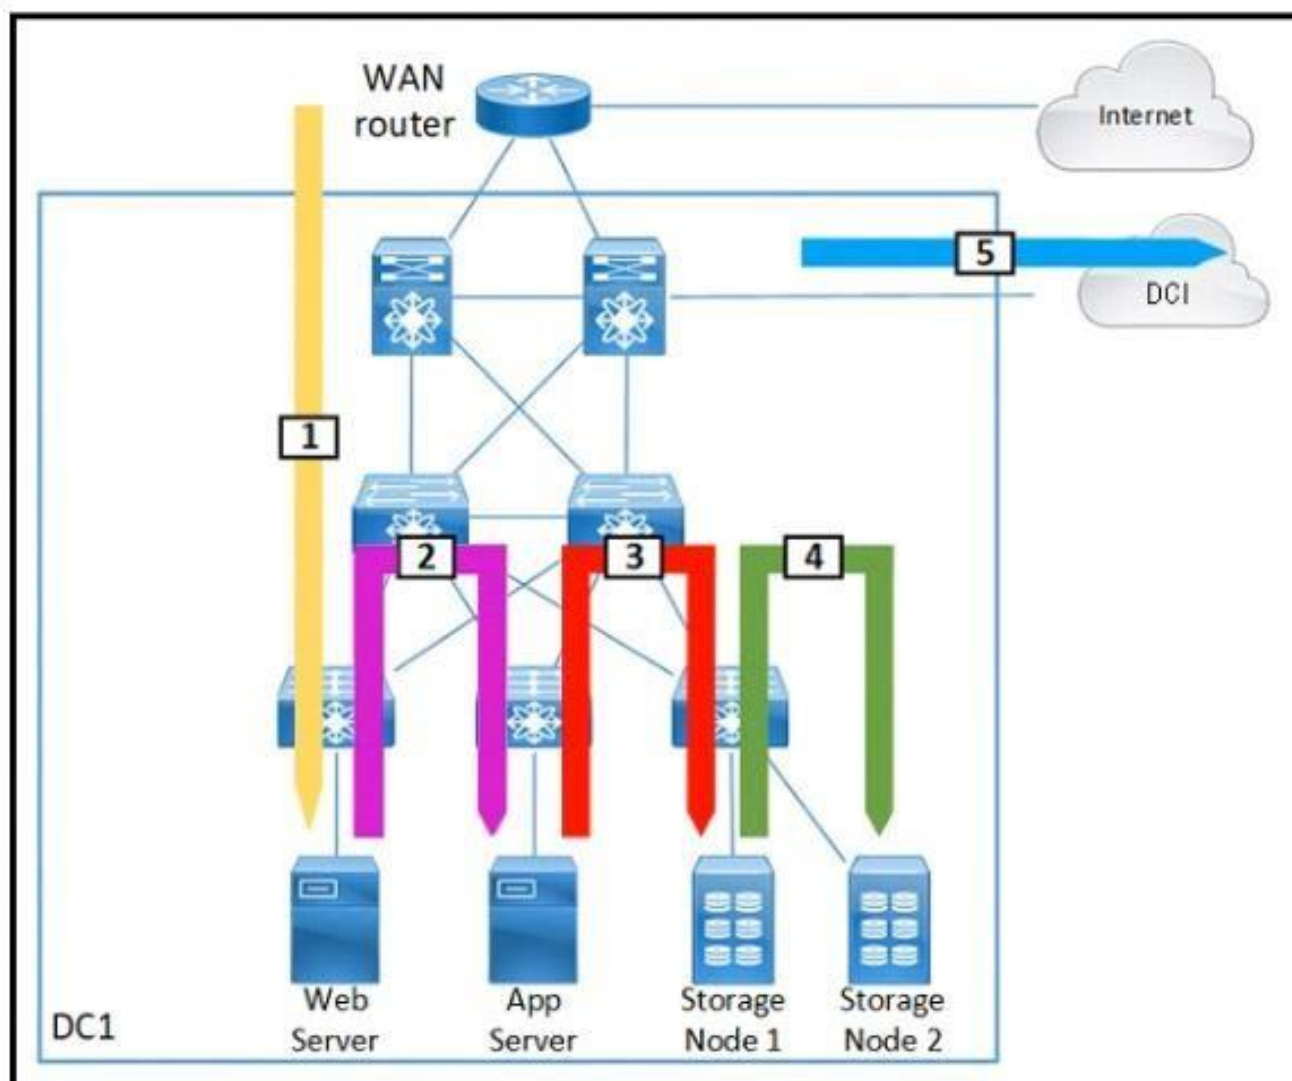 WAN
router
Internet
5
DCI
1
2
3
4
Web
Server
App
Server
Storage
Node 1
Storage
Node 2
DC1